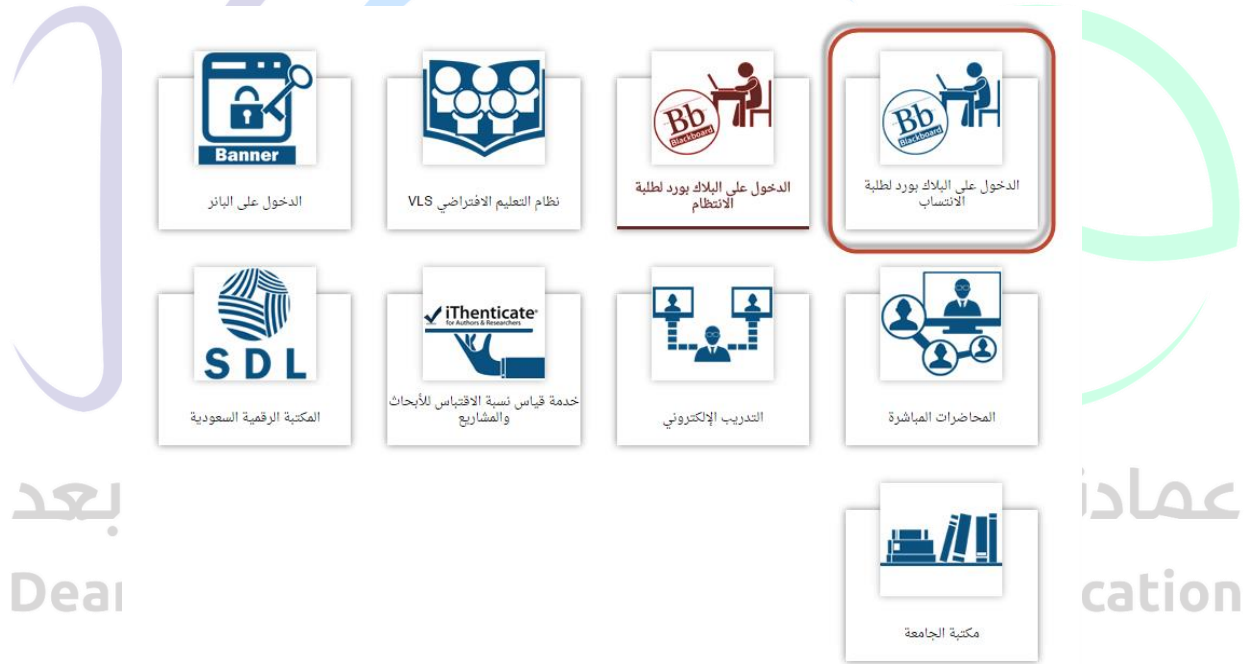 Bb
Blackboard
الدخول على البلاك بورد لطلبة
الانتساب
Bb
Blackboard
الدخول على البلاك بورد لطلبة
الانتظام
نظام التعليم الافتراضي VLS
Banner
الدخول على البانر
المحاضرات المباشرة
التدريب الإلكتروني
iThenticate®
for Authors & Researchers
خدمة قياس نسبة الاقتباس للأبحاث
والمشاريع
SDL
المكتبة الرقمية السعودية
بعد
cation
مكتبة الجامعة